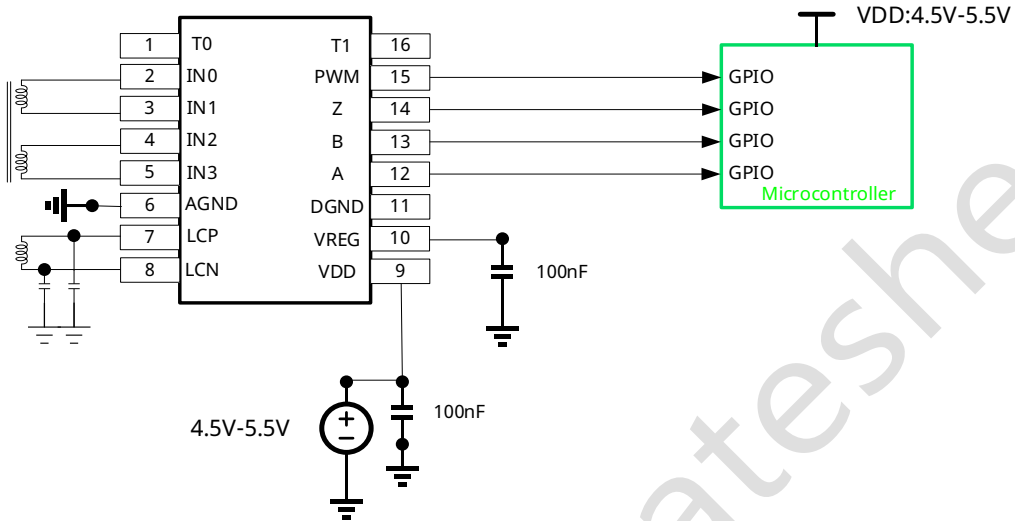 VDD:4.5V-5.5V
1 T0 T1 16
2 IN0 PWM 15 GPIO
3 IN1 Z 14 GPIO
4 IN2 B 13 GPIO
5 IN3 A 12 GPIO
Microcontroller
6 AGND DGND 11
7 LCP VREG 10
8 LCN VDD 9
100nF
4.5V-5.5V
100nF
ateshe